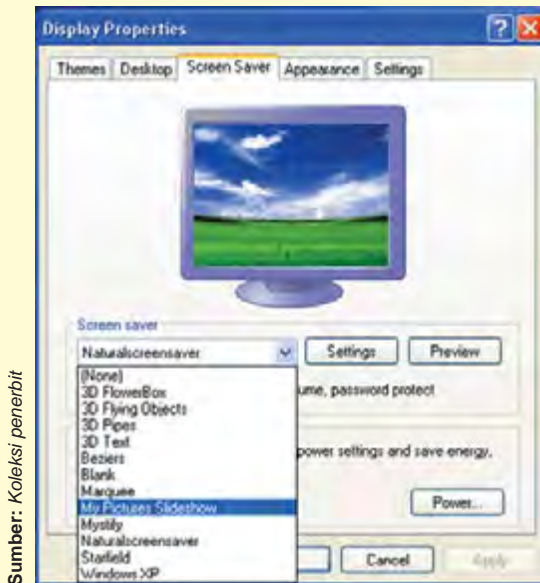 Display Properties
Themes Desktop Screen Saver Appearance Settings
Screen saver
Naturalscreensaver Settings Preview
(None)
3D FlowerBox
3D Flying Objects
3D Pipes
3D Text
Beziers
Blank
Marquee
My Pictures Slideshow
Mystify
Naturalscreensaver
Starfield
Windows XP
ume, password protect
power settings and save energy,
Power...
Cancel Apply
Sumber: Koleksi penerbit